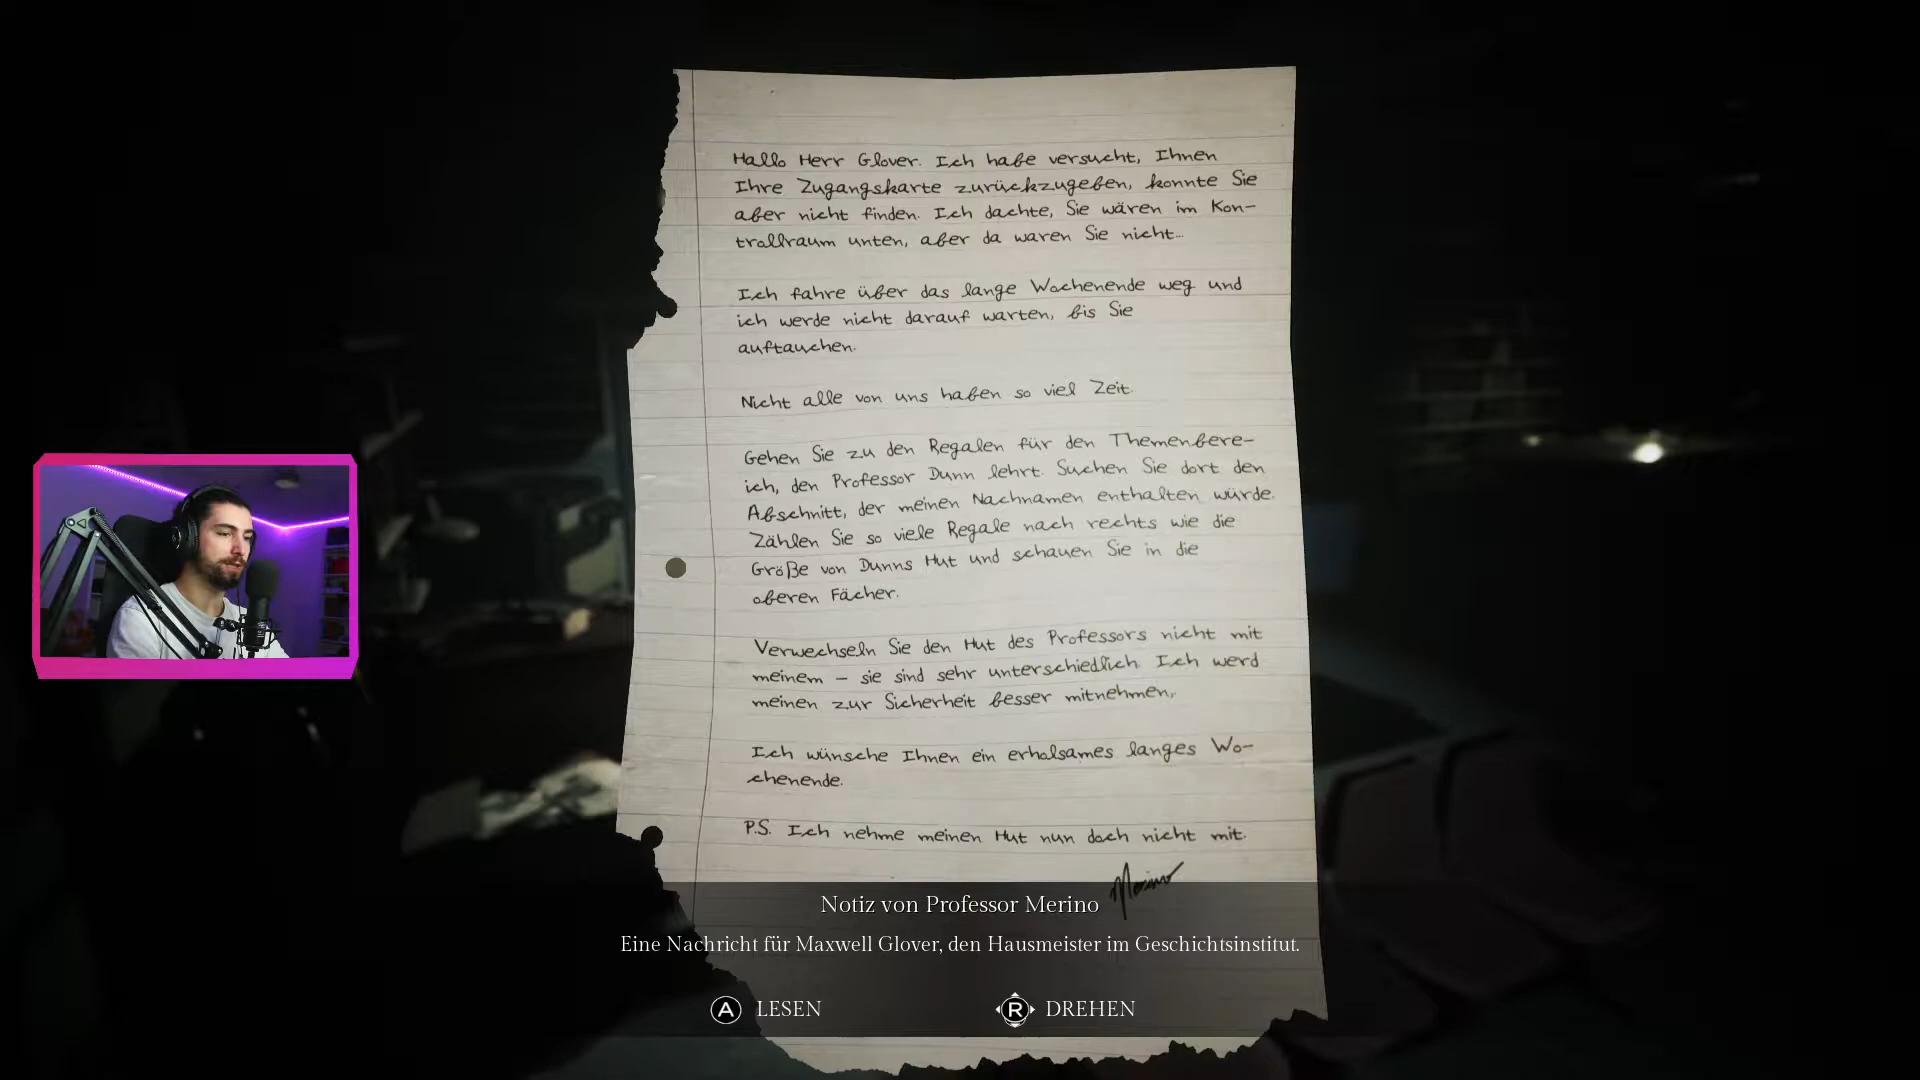 Hallo Herr Glover. Ich habe versucht, Ihnen
Ihre Zugangskarte zurückzugeben, konnte Sie
aber nicht finden. Ich dachte, Sie wären im Kon-
trollraum unten, aber da waren Sie nicht...
Ich fahre über das lange Wochenende weg und
ich werde nicht darauf warten, bis Sie
auftauchen.
Nicht alle von uns haben so viel Zeit.
Gehen Sie zu den Regalen für den Themenbere-
ich, den Professor Dunn lehrt. Suchen Sie dort den
Abschnitt, der meinen Nachnamen enthalten würde.
Zählen Sie so viele Regale nach rechts wie die
Größe von Dunns Hut und schauen Sie in die
oberen Fächer.
Verwechseln Sie den Hut des Professors nicht mit
meinem – sie sind sehr unterschiedlich. Ich werd
meinen zur Sicherheit besser mitnehmen.
Ich wünsche Ihnen ein erholsames langes Wo-
chenende.
P.S. Ich nehme meinen Hut nun doch nicht mit.
Merino
Notiz von Professor Merino
Eine Nachricht für Maxwell Glover, den Hausmeister im Geschichtsinstitut.
A LESEN
R DREHEN